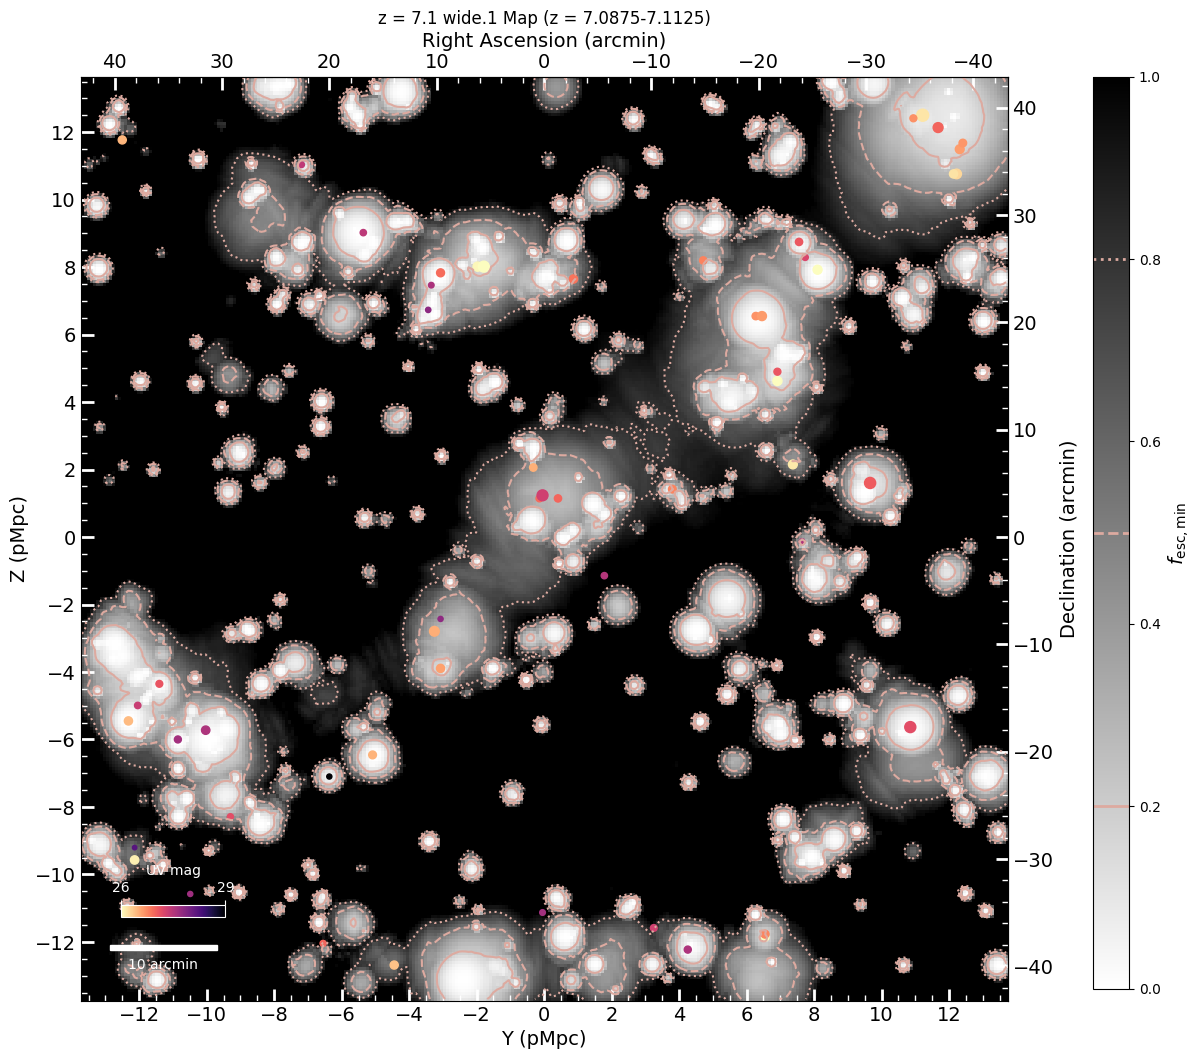 z = 7.1 wide.1 Map (z = 7.0875-7.1125)
Right Ascension (arcmin)
40 30 20 10 0 −10 −20 −30 −40
12
10
8
6
4
2
0
−2
−4
−6
−8
−10
−12
Z (pMpc)
40
30
20
10
0
−10
−20
−30
−40
Declination (arcmin)
UV mag
26 29
10 arcmin
−12 −10 −8 −6 −4 −2 0 2 4 6 8 10 12
Y (pMpc)
1.0
0.8
0.6
0.4
0.2
0.0
fesc, min